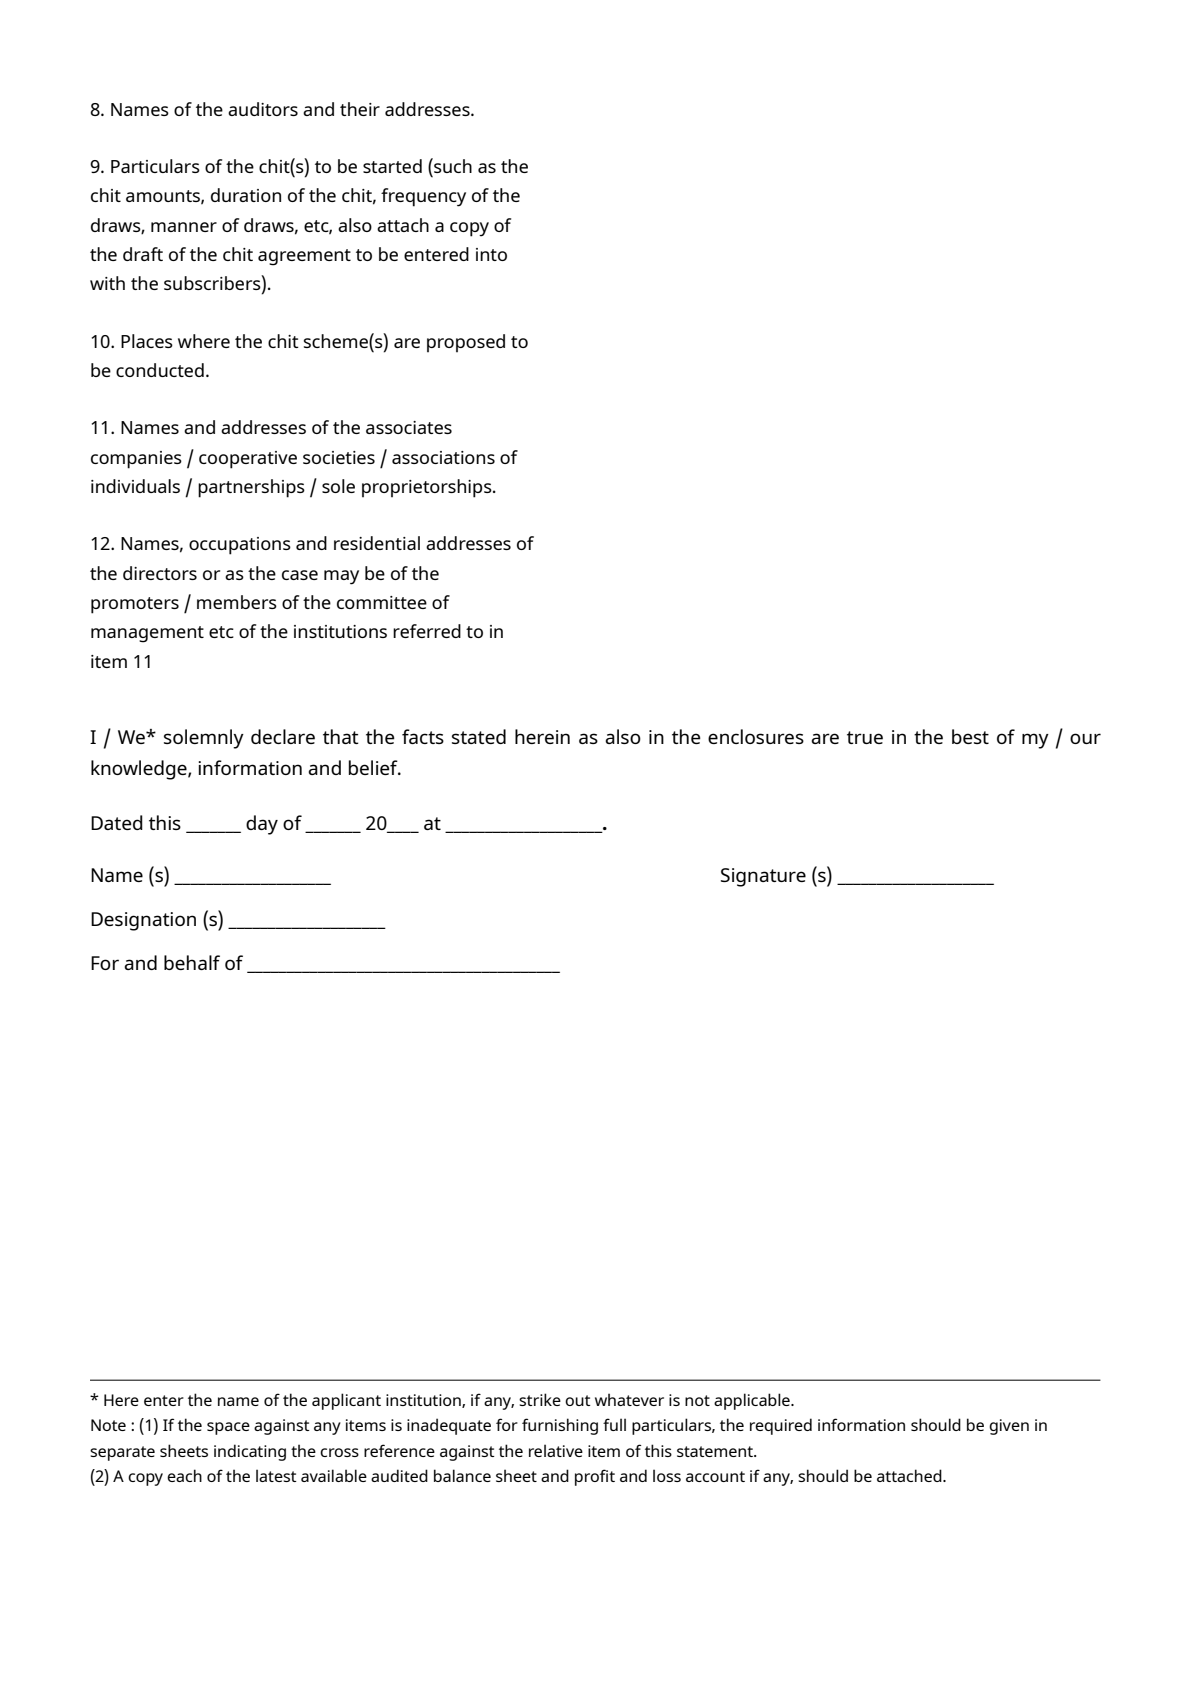 8. Names of the auditors and their addresses.
9. Particulars of the chit(s) to be started (such as the
chit amounts, duration of the chit, frequency of the
draws, manner of draws, etc, also attach a copy of
the draft of the chit agreement to be entered into
with the subscribers).
10. Places where the chit scheme(s) are proposed to
be conducted.
11. Names and addresses of the associates
companies / cooperative societies / associations of
individuals / partnerships / sole proprietorships.
12. Names, occupations and residential addresses of
the directors or as the case may be of the
promoters / members of the committee of
management etc of the institutions referred to in
item 11
I / We* solemnly declare that the facts stated herein as also in the enclosures are true in the best of my / our
knowledge, information and belief.
Dated this _______ day of _______ 20____ at ____________________.
Name (s) ____________________ Signature (s) ____________________
Designation (s) ____________________
For and behalf of ________________________________________
* Here enter the name of the applicant institution, if any, strike out whatever is not applicable.
Note : (1) If the space against any items is inadequate for furnishing full particulars, the required information should be given in
separate sheets indicating the cross reference against the relative item of this statement.
(2) A copy each of the latest available audited balance sheet and profit and loss account if any, should be attached.